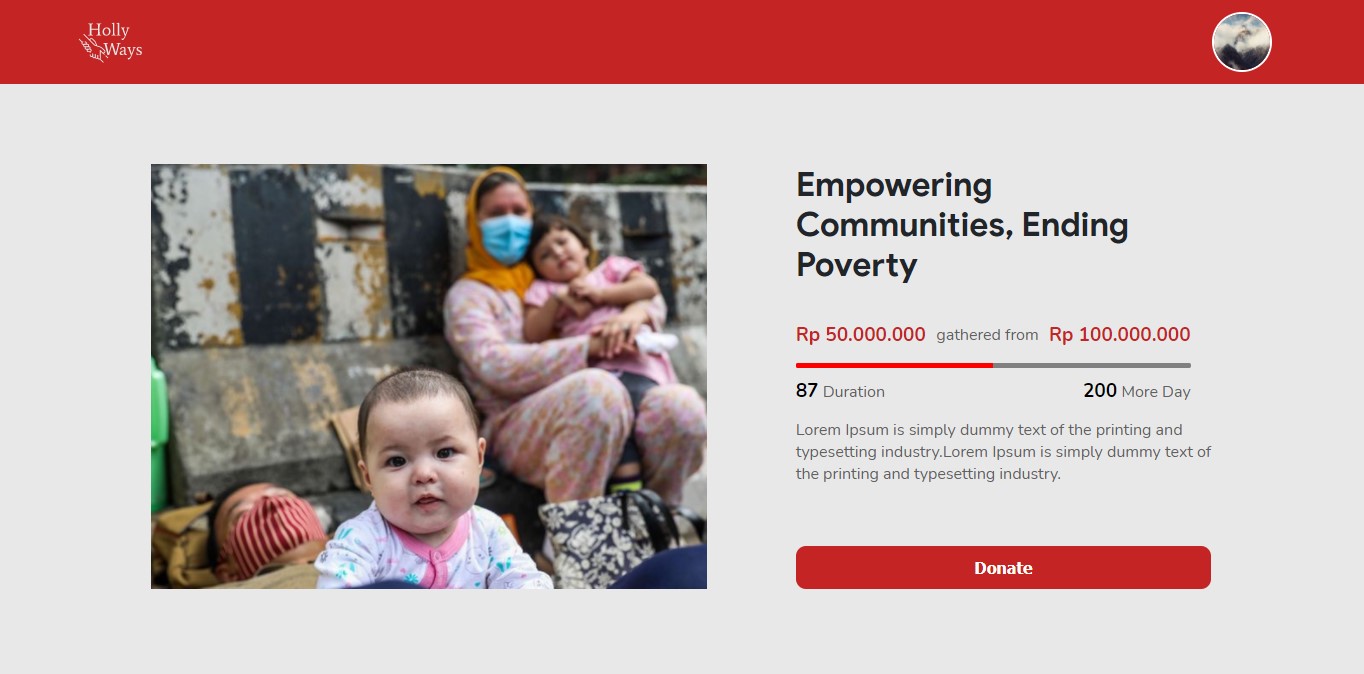 Holly
Ways
Empowering
Communities, Ending
Poverty
Rp 50.000.000 gathered from Rp 100.000.000
87 Duration 200 More Day
Lorem Ipsum is simply dummy text of the printing and
typesetting industry.Lorem Ipsum is simply dummy text of
the printing and typesetting industry.
Donate